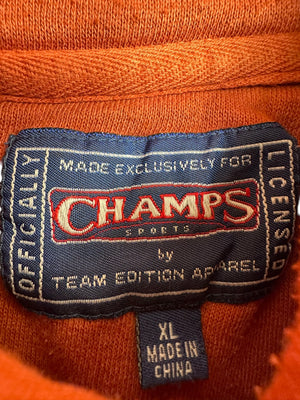 OFFICIALLY
MADE EXCLUSIVELY FOR
CHAMPS
SPORTS
by
TEAM EDITION APPAREL
LICENSED
XL
MADE IN
CHINA